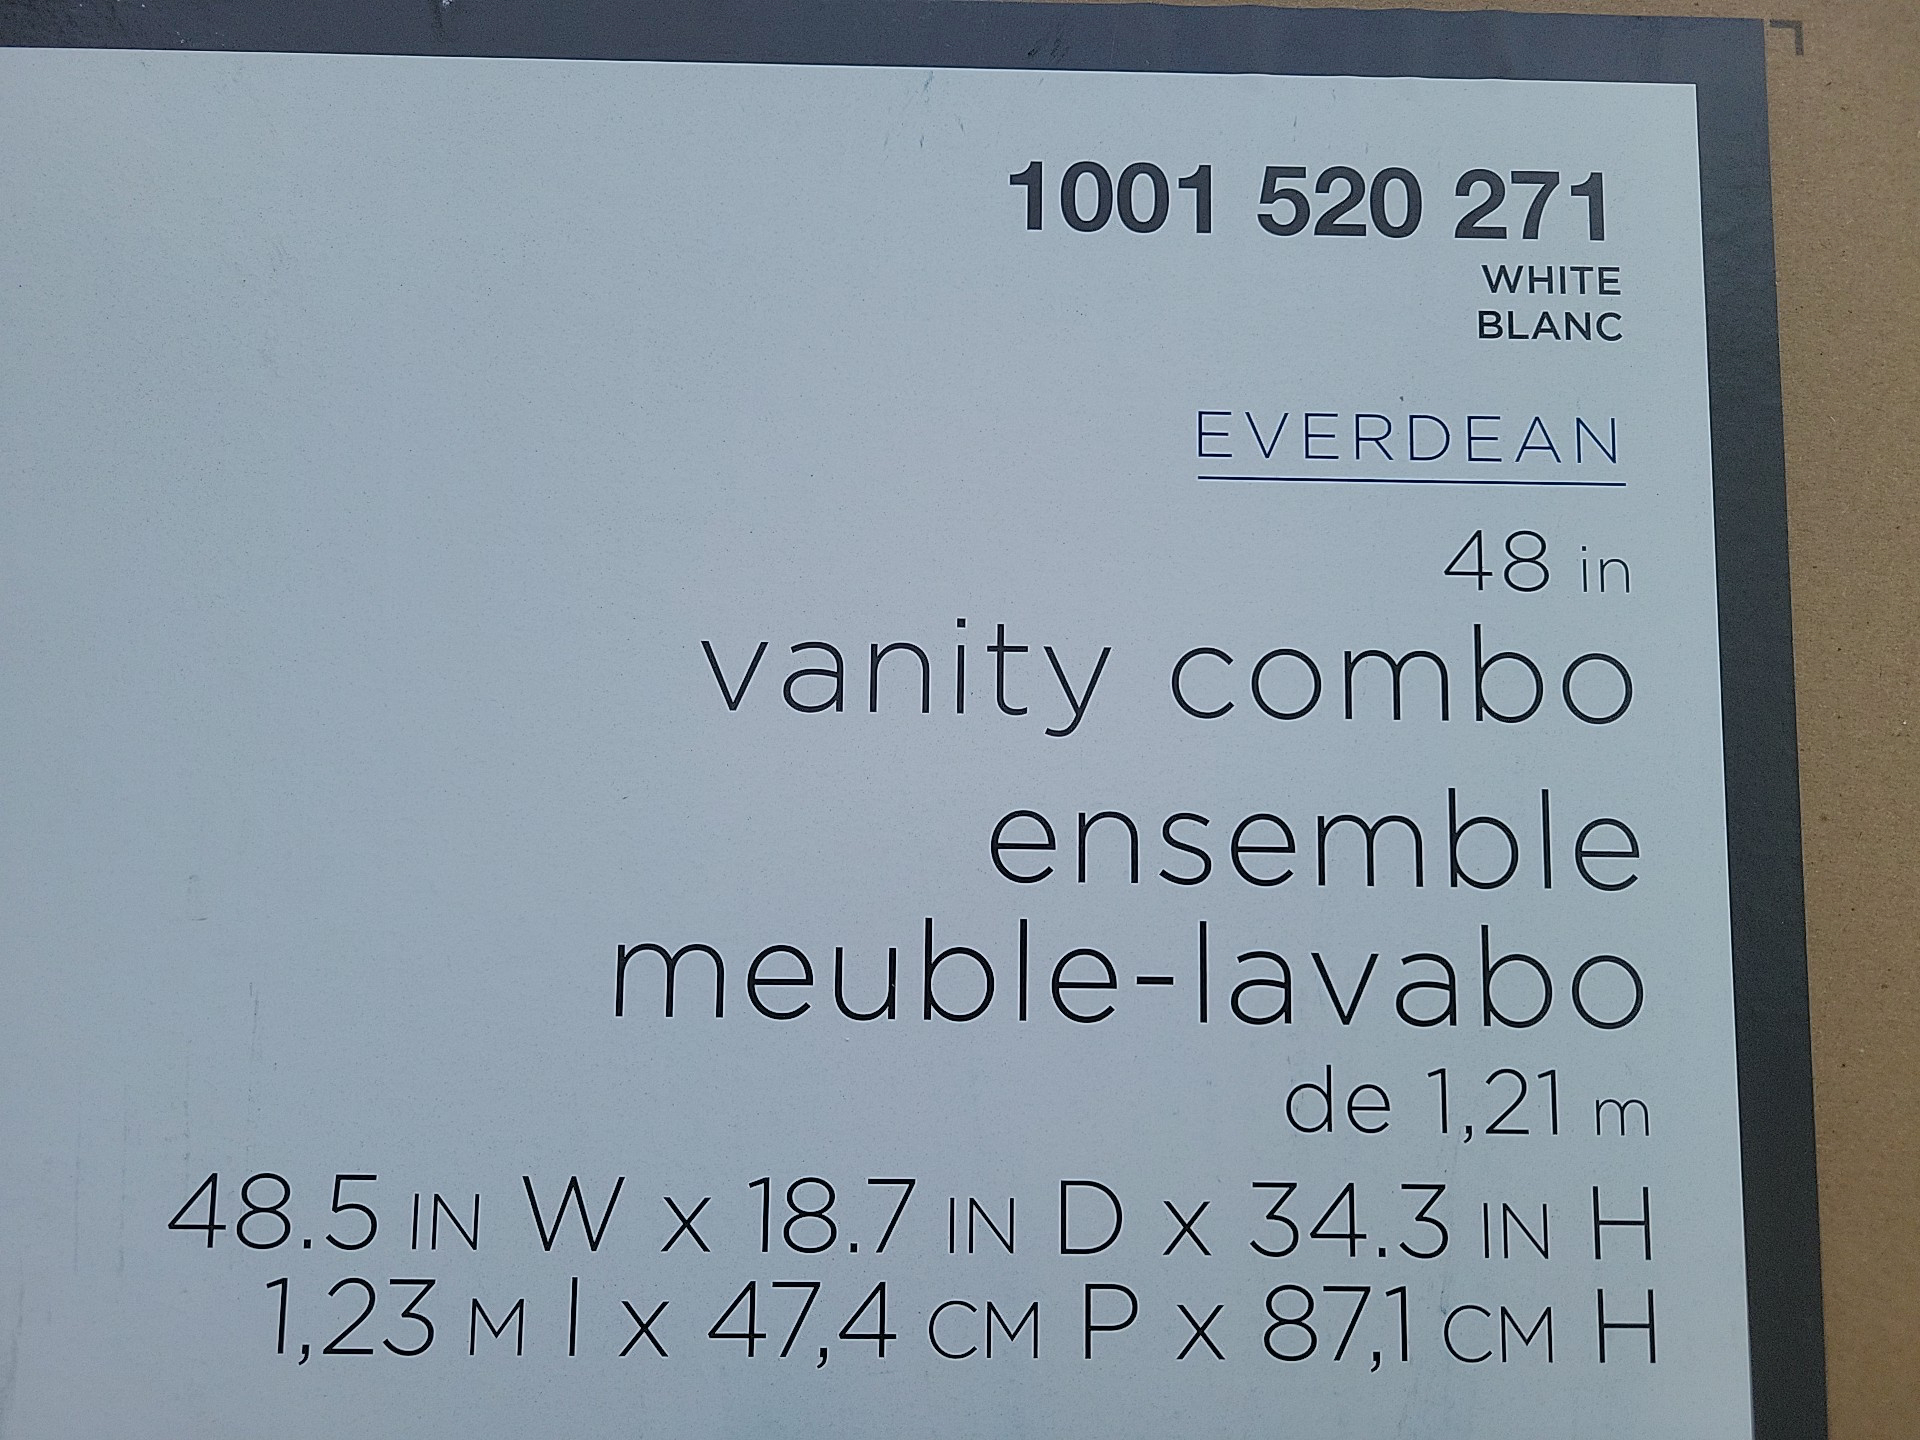 1001 520 271
WHITE
BLANC
EVERDEAN
48 in
vanity combo
ensemble
meuble-lavabo
de 1,21 m
48.5 IN W x 18.7 IN D x 34.3 IN H
1,23 M l x 47,4 CM P x 87,1 CM H